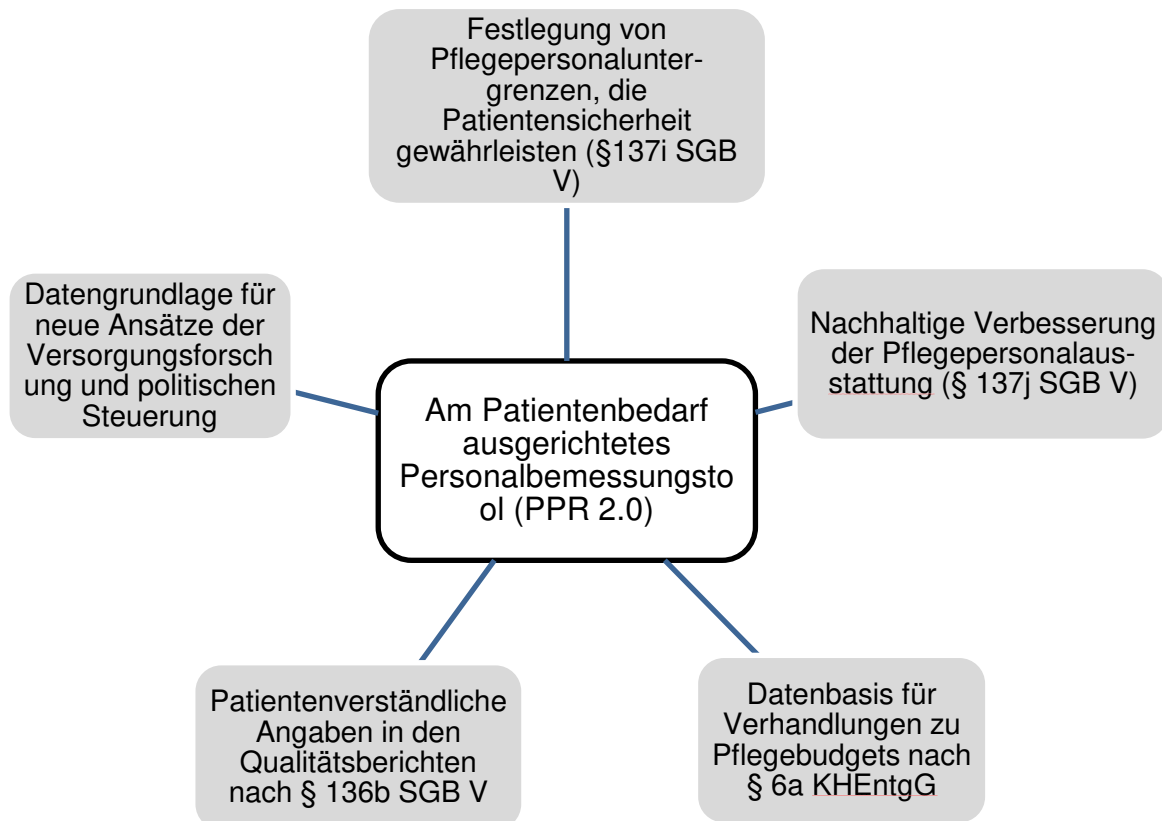 Festlegung von
Pflegepersonalunter-
grenzen, die
Patientensicherheit
gewährleisten (§137i SGB
V)
Datengrundlage für
neue Ansätze der
Versorgungsforsch
ung und politischen
Steuerung
Nachhaltige Verbesserung
der Pflegepersonalaus-
stattung (§ 137j SGB V)
Am Patientenbedarf
ausgerichtetes
Personalbemessungsto
ol (PPR 2.0)
Patientenverständliche
Angaben in den
Qualitätsberichten
nach § 136b SGB V
Datenbasis für
Verhandlungen zu
Pflegebudgets nach
§ 6a KHEntgG